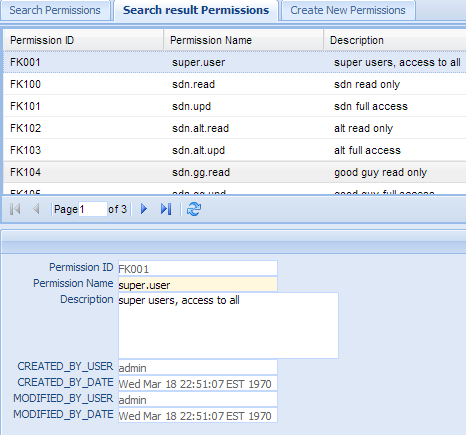 Search Permissions Search result Permissions Create New Permissions
Permission ID Permission Name Description
FK001 super.user super users, access to all
FK100 sdn.read sdn read only
FK101 sdn.upd sdn full access
FK102 sdn.alt.read alt read only
FK103 sdn.alt.upd alt full access
FK104 sdn.gg.read good guy read only
FK105 sdn.gg.upd good guy full access
Page 1 of 3
Permission ID FK001
Permission Name super.user
Description super users, access to all
CREATED_BY_USER admin
CREATED_BY_DATE Wed Mar 18 22:51:07 EST 1970
MODIFIED_BY_USER admin
MODIFIED_BY_DATE Wed Mar 18 22:51:07 EST 1970